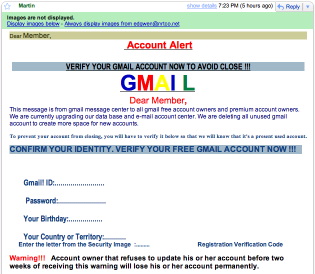 Martin show details 7:23 PM (5 hours ago) Reply
Images are not displayed.
Display images below - Always display images from edqwen@nrtco.net
Dear Member,
Account Alert
VERIFY YOUR GMAIL ACCOUNT NOW TO AVOID CLOSE !!!
GMAIL
Dear Member,
This message is from gmail message center to all gmail free account owners and premium account owners.
We are currently upgrading our data base and e-mail account center. We are deleting all unused gmail
account to create more space for new accounts.
To prevent your account from closing, you will have to verify it below so that we will know that it's a present used account.
CONFIRM YOUR IDENTITY. VERIFY YOUR FREE GMAIL ACCOUNT NOW !!!
Gmail! ID:........................
Password:.......................
Your Birthday:................
Your Country or Territory:...........
Enter the letter from the Security Image :....... Registration Verification Code
Warning!!! Account owner that refuses to update his or her account before two
weeks of receiving this warning will lose his or her account permanently.